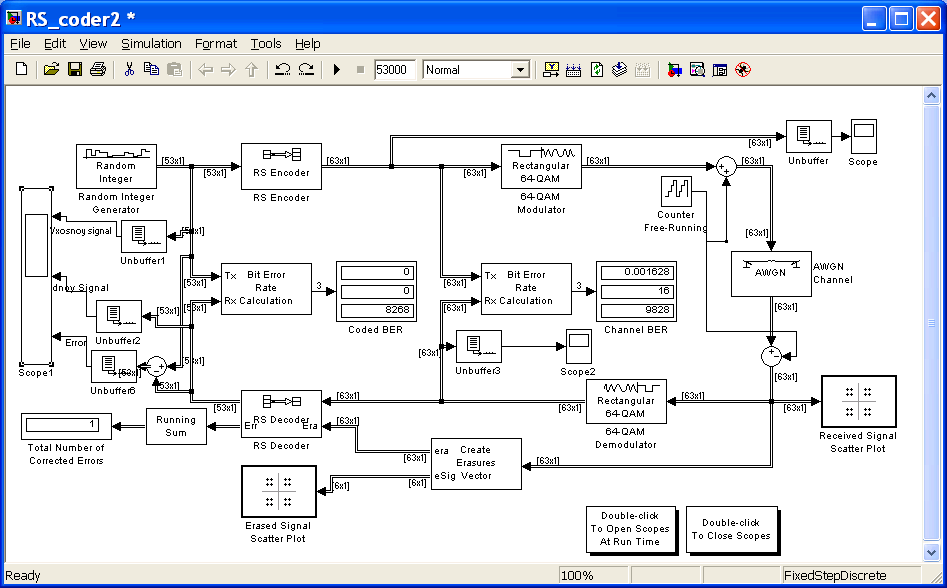 RS_coder2 *
File Edit View Simulation Format Tools Help
53000 Normal
Random
Integer
Random Integer
Generator
[53x1]
[53x1]
RS Encoder
RS Encoder
[63x1]
[63x1]
Rectangular
64-QAM
64-QAM
Modulator
[63x1]
[63x1]
[63x1]
Unbuffer
Scope
Counter
Free-Running
[63x1]
Vxosnoy signal
[53x1]
Unbuffer1
AWGN
AWGN
Channel
[63x1]
[53x1]
Tx Bit Error
Rate
Rx Calculation
3
0
0
8268
Coded BER
[63x1]
Tx Bit Error
Rate
Rx Calculation
3
0.001628
16
9828
Channel BER
dnoy Signal
[53x1]
[53x1]
[63x1]
Unbuffer2
Error
[63x1]
Unbuffer3
Scope2
Scope1
[53x1]
[53x1]
Unbuffer6
[53x1]
[63x1]
[53x1]
RS Decoder
Err Era
RS Decoder
[63x1]
[63x1]
[63x1]
Rectangular
64-QAM
64-QAM
Demodulator
[63x1]
[63x1]
Received Signal
Scatter Plot
1
Total Number of
Corrected Errors
Running
Sum
[63x1]
[63x1]
era Create
Erasures
eSig Vector
[63x1]
[6x1]
[6x1]
Erased Signal
Scatter Plot
Double-click
To Open Scopes
At Run Time
Double-click
To Close Scopes
Ready 100% FixedStepDiscrete